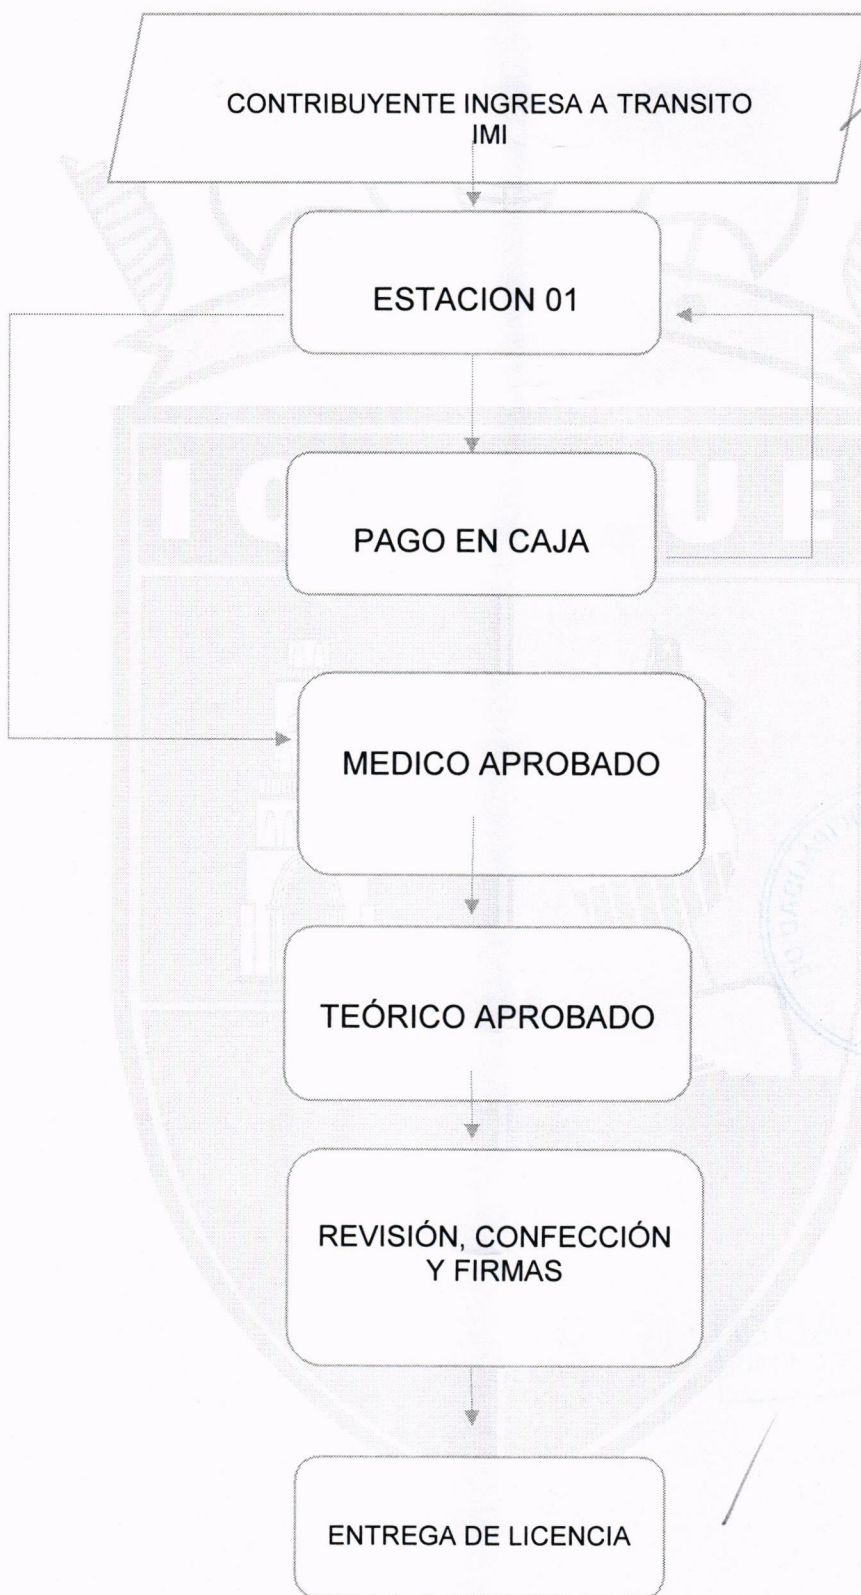 CONTRIBUYENTE INGRESA A TRANSITO
IMI
ESTACION 01
PAGO EN CAJA
MEDICO APROBADO
TEÓRICO APROBADO
REVISIÓN, CONFECCIÓN
Y FIRMAS
ENTREGA DE LICENCIA